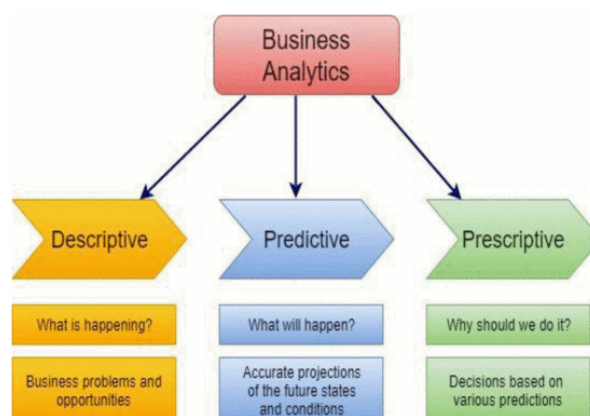 Business
Analytics
Descriptive
Predictive
Prescriptive
What is happening?
What will happen?
Why should we do it?
Business problems and
opportunities
Accurate projections
of the future states
and conditions
Decisions based on
various predictions